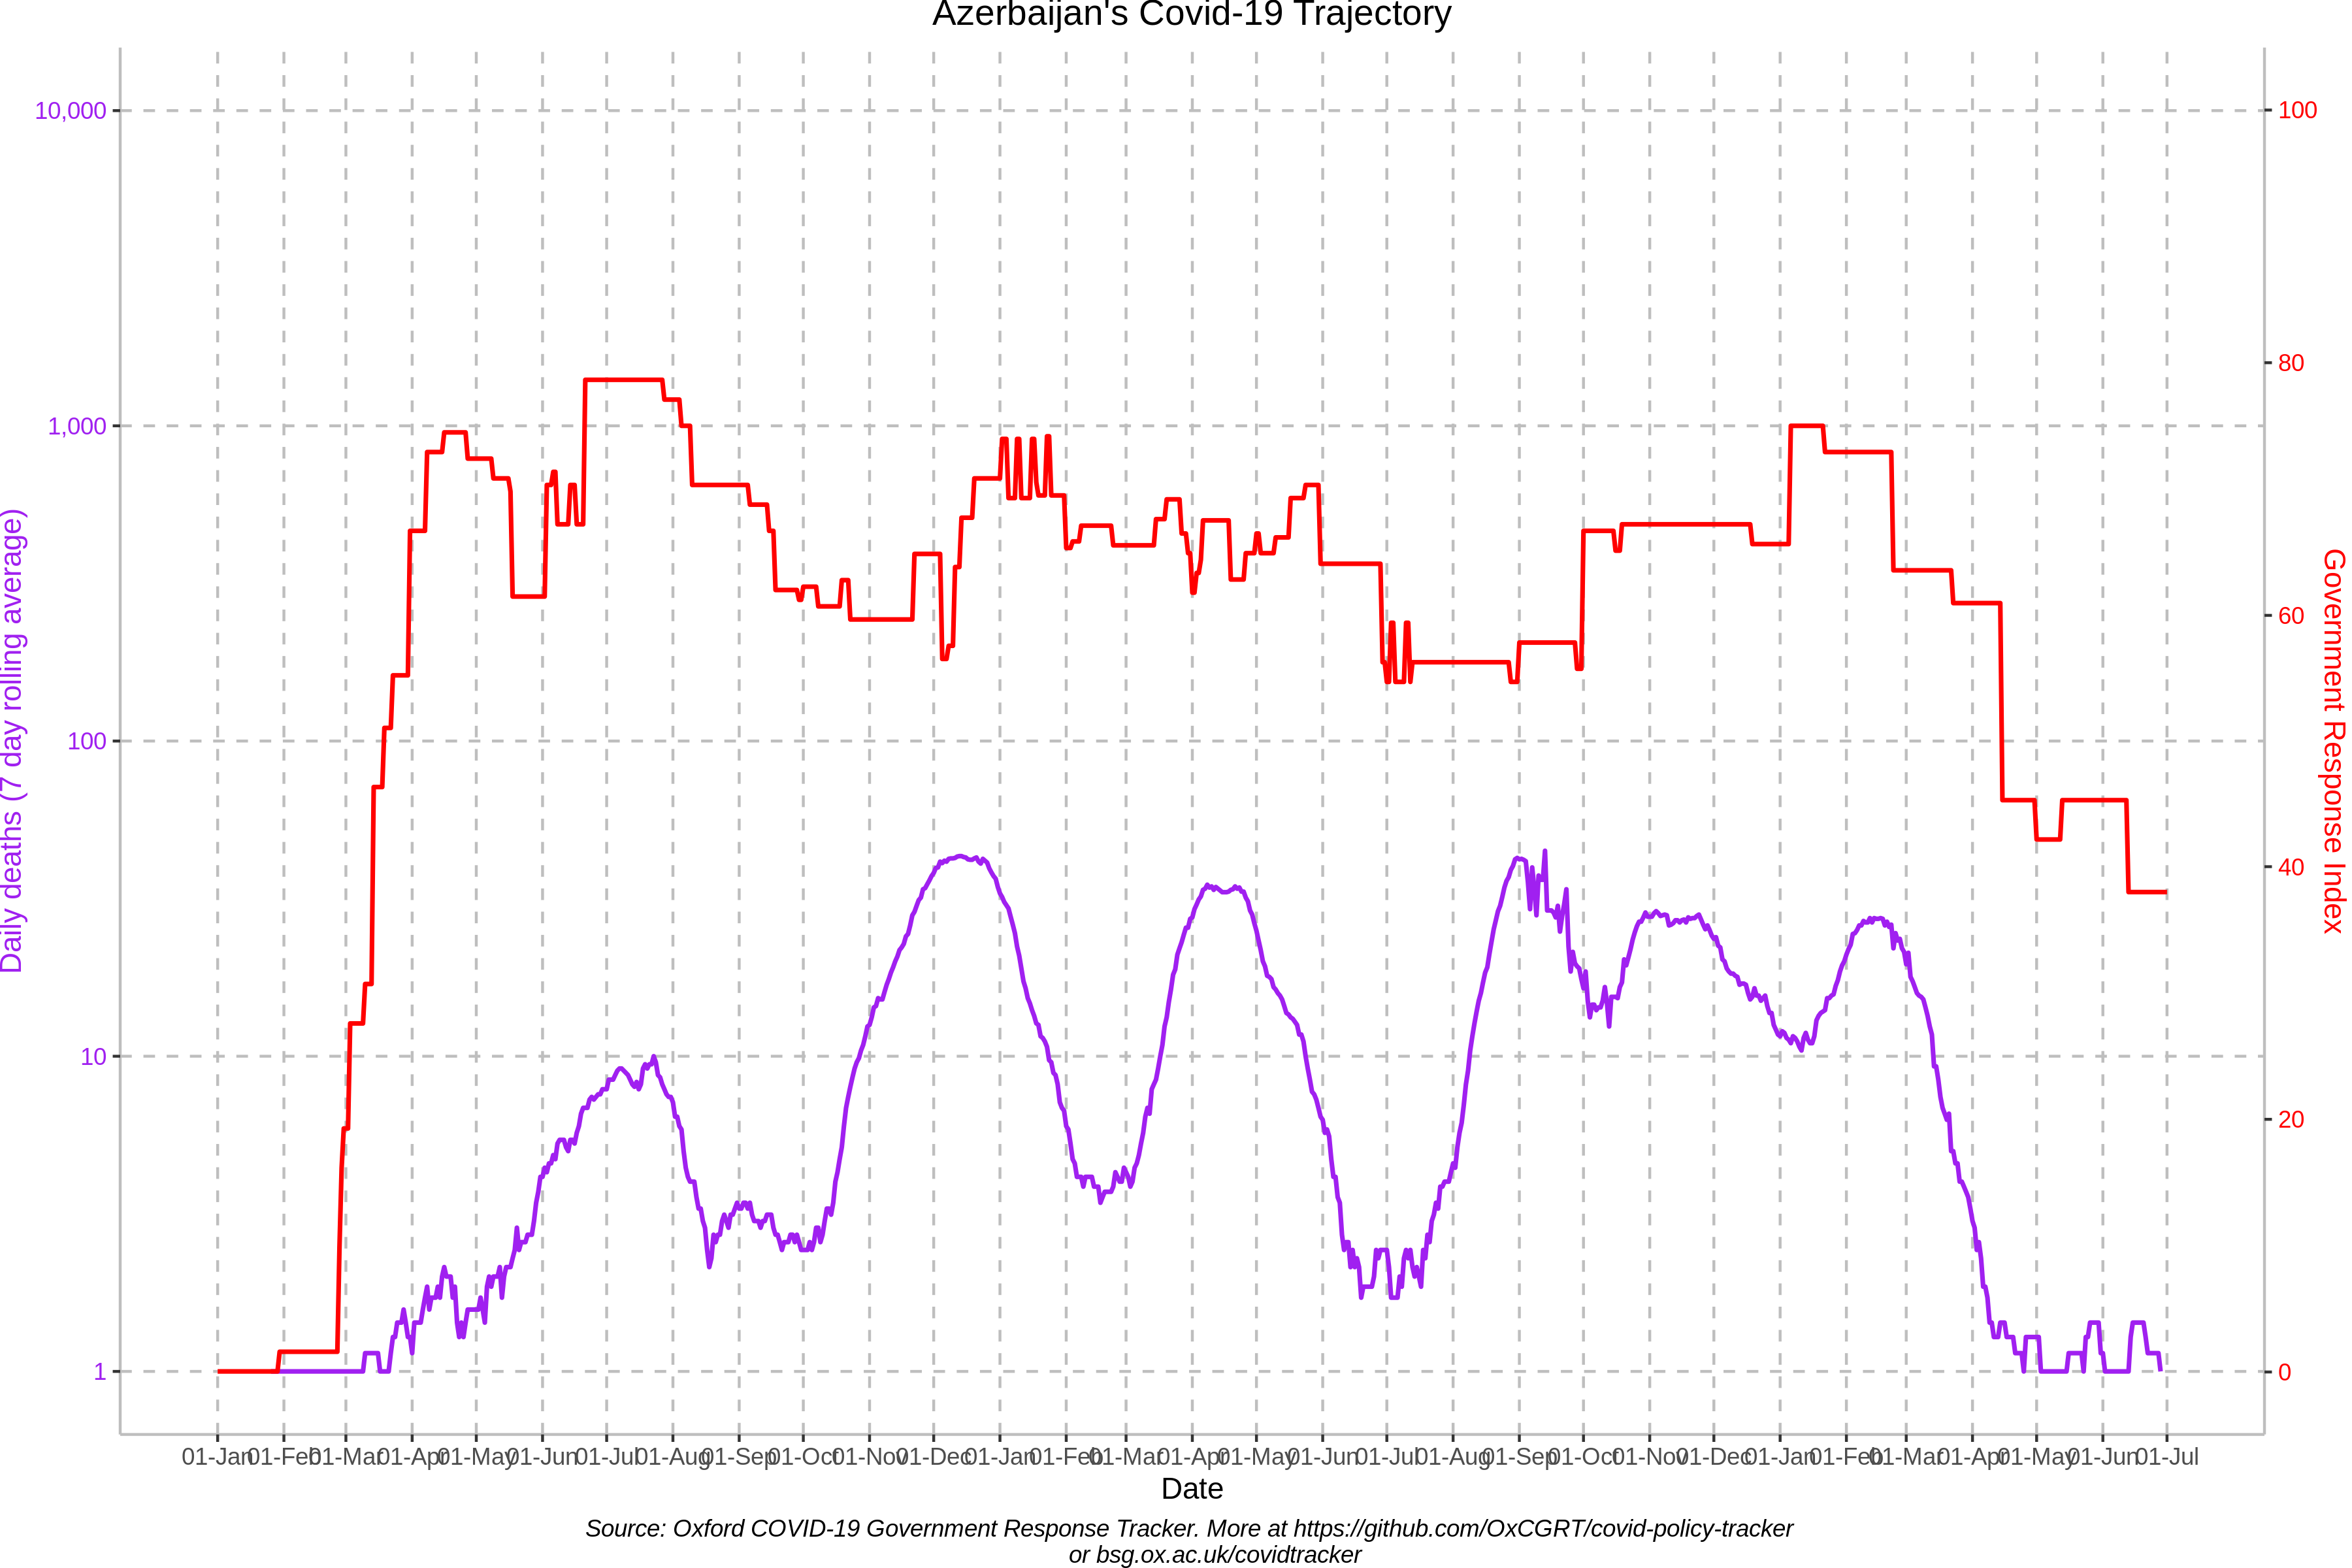 Azerbaijan's Covid-19 Trajectory
10,000
1,000
100
10
1
Daily deaths (7 day rolling average)
100
80
60
40
20
0
Government Response Index
01-Jan 01-Feb 01-Mar 01-Apr 01-May 01-Jun 01-Jul 01-Aug 01-Sep 01-Oct 01-Nov 01-Dec 01-Jan 01-Feb 01-Mar 01-Apr 01-May 01-Jun 01-Jul 01-Aug 01-Sep 01-Oct 01-Nov 01-Dec 01-Jan 01-Feb 01-Mar 01-Apr 01-May 01-Jun 01-Jul
Date
Source: Oxford COVID-19 Government Response Tracker. More at https://github.com/OxCGRT/covid-policy-tracker
or bsg.ox.ac.uk/covidtracker